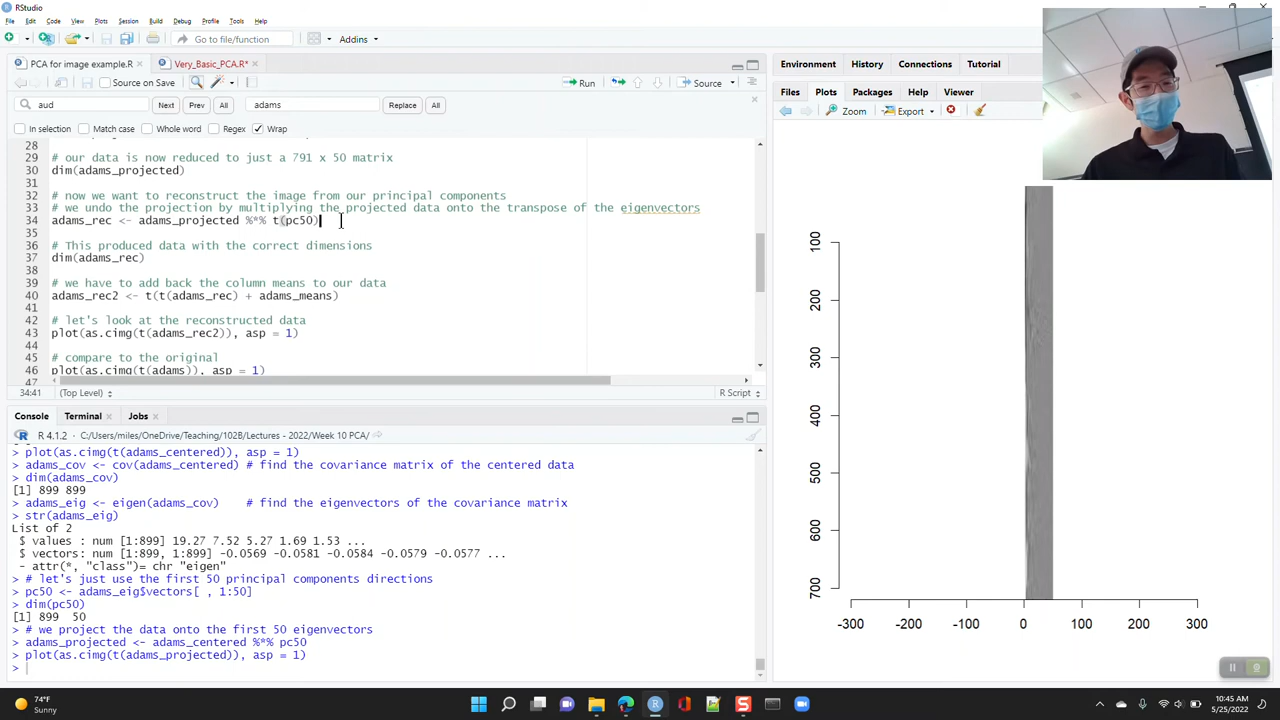 RStudio
File Edit Code View Plots Session Build Debug Profile Tools Help
Go to file/function
Addins
PCA for image example.R
Very_Basic_PCA.R*
Source on Save
Run
Source
aud
Next
Prev
All
adams
Replace
All
In selection
Match case
Whole word
Regex
Wrap
28
29 # our data is now reduced to just a 791 x 50 matrix
30 dim(adams_projected)
31
32 # now we want to reconstruct the image from our principal components
33 # we undo the projection by multiplying the projected data onto the transpose of the eigenvectors
34 adams_rec <- adams_projected %*% t(pc50)
35
36 # This produced data with the correct dimensions
37 dim(adams_rec)
38
39 # we have to add back the column means to our data
40 adams_rec2 <- t(t(adams_rec) + adams_means)
41
42 # let's look at the reconstructed data
43 plot(as.cimg(t(adams_rec2)), asp = 1)
44
45 # compare to the original
46 plot(as.cimg(t(adams)), asp = 1)
47
34:41
(Top Level)
R Script
Console
Terminal
Jobs
R 4.1.2 · C:/Users/miles/OneDrive/Teaching/102B/Lectures - 2022/Week 10 PCA/
> plot(as.cimg(t(adams_centered)), asp = 1)
> adams_cov <- cov(adams_centered) # find the covariance matrix of the centered data
> dim(adams_cov)
[1] 899 899
> adams_eig <- eigen(adams_cov)    # find the eigenvectors of the covariance matrix
> str(adams_eig)
List of 2
$ values : num [1:899] 19.27 7.52 5.27 1.69 1.53 ...
$ vectors: num [1:899, 1:899] -0.0569 -0.0581 -0.0584 -0.0579 -0.0577 ...
- attr(*, "class")= chr "eigen"
> # let's just use the first 50 principal components directions
> pc50 <- adams_eig$vectors[ , 1:50]
> dim(pc50)
[1] 899  50
> # we project the data onto the first 50 eigenvectors
> adams_projected <- adams_centered %*% pc50
> plot(as.cimg(t(adams_projected)), asp = 1)
>
Environment
History
Connections
Tutorial
Files
Plots
Packages
Help
Viewer
Zoom
Export
100
200
300
400
500
600
700
-300 -200 -100 0 100 200 300
74°F
Sunny
10:45 AM
5/25/2022